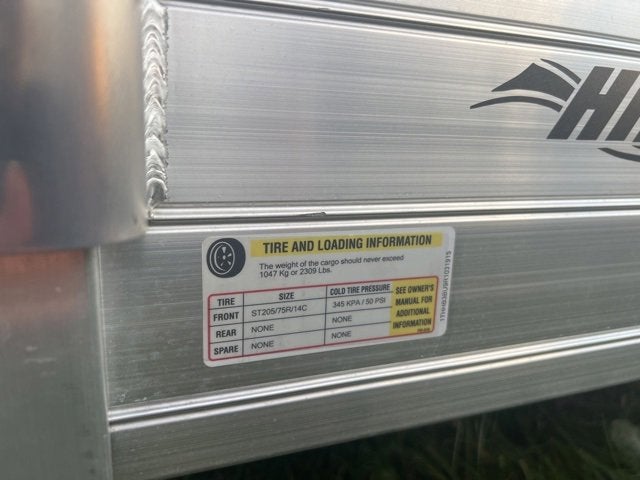 HI
TIRE AND LOADING INFORMATION
The weight of the cargo should never exceed
1047 Kg or 2309 Lbs.
TIRE SIZE COLD TIRE PRESSURE
FRONT ST205/75R/14C 345 KPA / 50 PSI
REAR NONE NONE
SPARE NONE NONE
SEE OWNER'S
MANUAL FOR
ADDITIONAL
INFORMATION